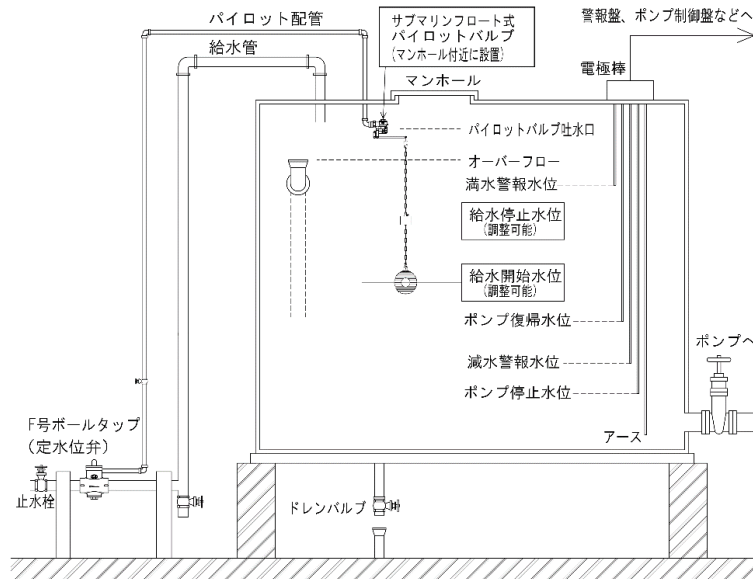 パイロット配管
給水管
サブマリンフロート式
パイロットバルブ
(マンホール付近に設置)
マンホール
警報盤、ポンプ制御盤などへ
電極棒
パイロットバルブ吐水口
オーバーフロー
満水警報水位
給水停止水位
(調整可能)
給水開始水位
(調整可能)
ポンプ復帰水位
減水警報水位
ポンプ停止水位
アース
ポンプへ
F号ボールタップ
(定水位弁)
止水栓
ドレンバルブ